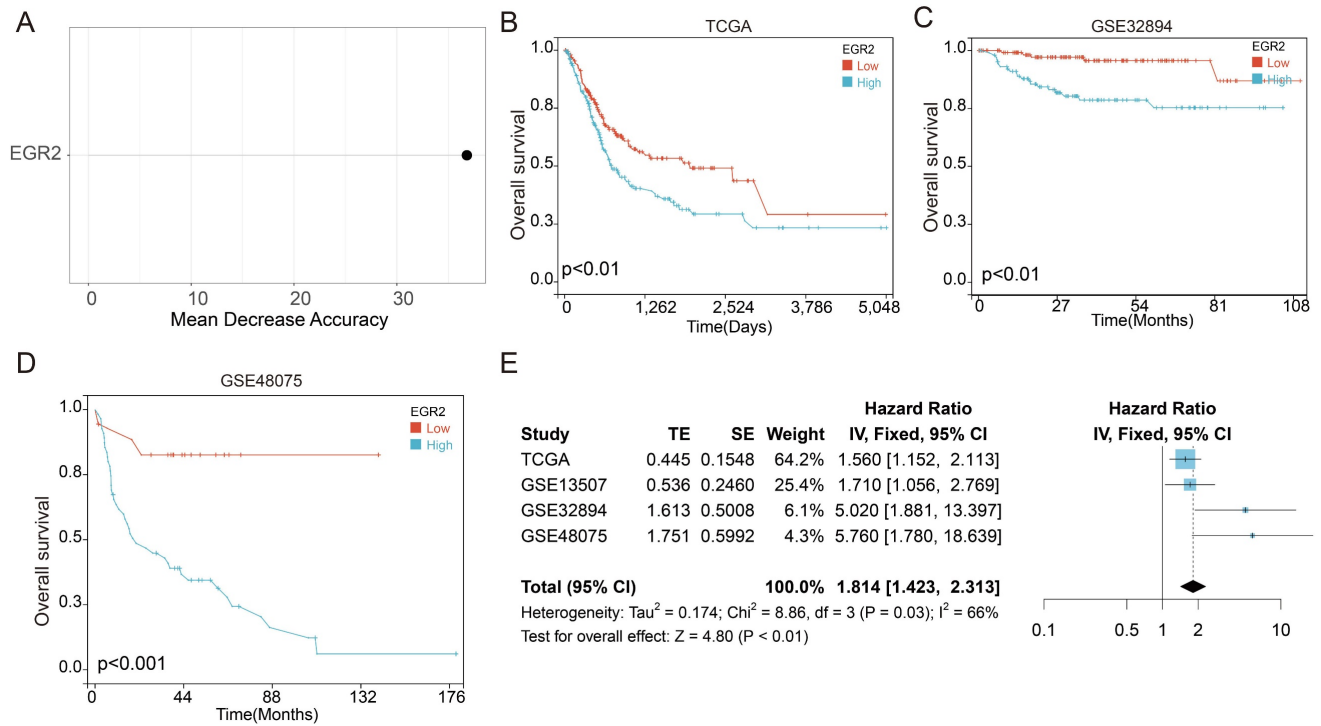 A
EGR2
0 10 20 30
Mean Decrease Accuracy
B
TCGA
EGR2
Low
High
Overall survival
1.0
0.8
0.5
0.3
0.0
p<0.01
0 1,262 2,524 3,786 5,048
Time(Days)
C
GSE32894
EGR2
Low
High
Overall survival
1.0
0.8
0.5
0.3
0.0
p<0.01
0 27 54 81 108
Time(Months)
D
GSE48075
EGR2
Low
High
Overall survival
1.0
0.8
0.5
0.3
0.0
p<0.001
0 44 88 132 176
Time(Months)
E
Hazard Ratio Hazard Ratio
Study TE SE Weight IV, Fixed, 95% CI IV, Fixed, 95% CI
TCGA 0.445 0.1548 64.2% 1.560 [1.152, 2.113]
GSE13507 0.536 0.2460 25.4% 1.710 [1.056, 2.769]
GSE32894 1.613 0.5008 6.1% 5.020 [1.881, 13.397]
GSE48075 1.751 0.5992 4.3% 5.760 [1.780, 18.639]
Total (95% CI) 100.0% 1.814 [1.423, 2.313]
Heterogeneity: Tau² = 0.174; Chi² = 8.86, df = 3 (P = 0.03); I² = 66%
Test for overall effect: Z = 4.80 (P < 0.01)
0.1 0.5 1 2 10